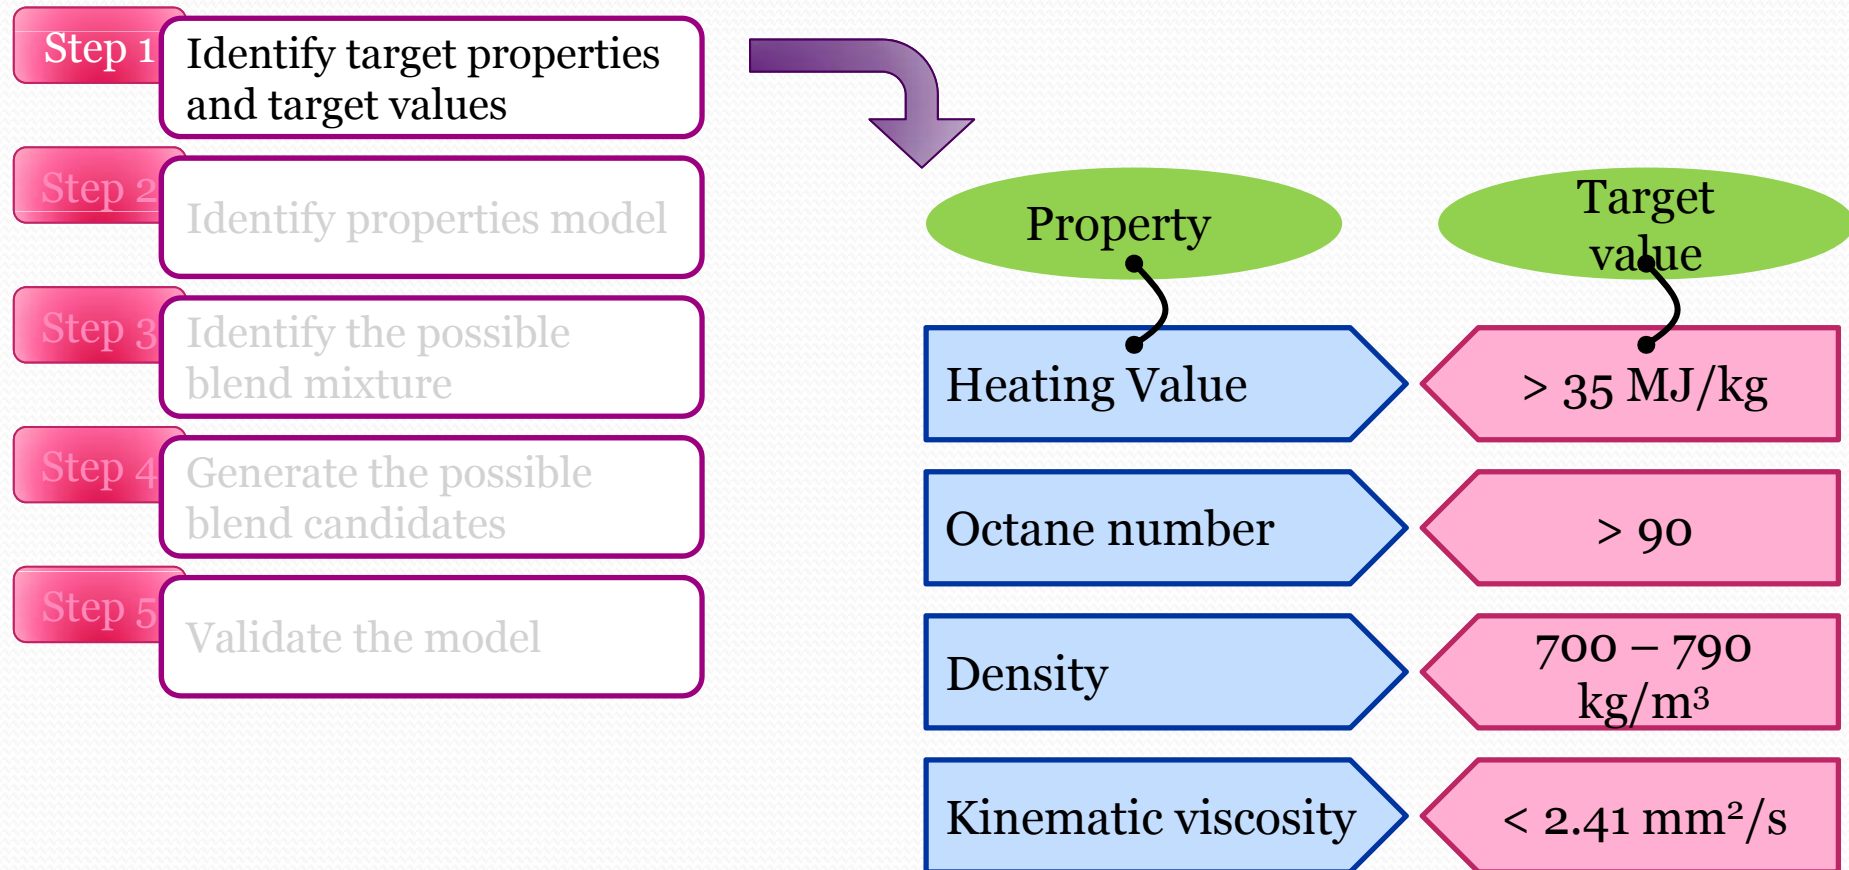 Step 1
Identify target properties
and target values
Step 2
Identify properties model
Step 3
Identify the possible
blend mixture
Step 4
Generate the possible
blend candidates
Step 5
Validate the model
Property
Target
value
Heating Value
> 35 MJ/kg
Octane number
> 90
Density
700 – 790
kg/m³
Kinematic viscosity
< 2.41 mm²/s